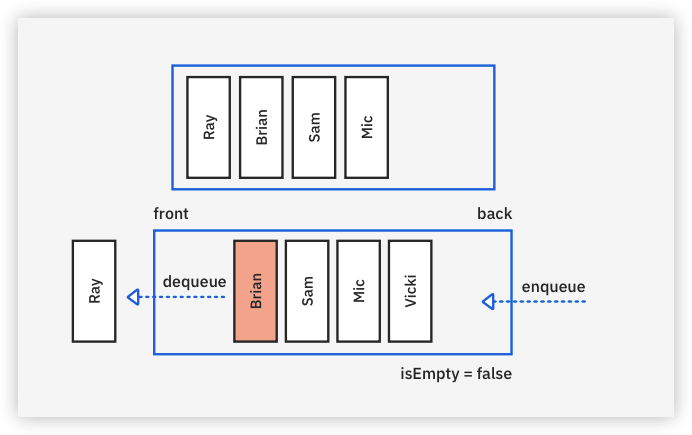 Ray
Brian
Sam
Mic
front
back
Ray
dequeue
Brian
Sam
Mic
Vicki
enqueue
isEmpty = false